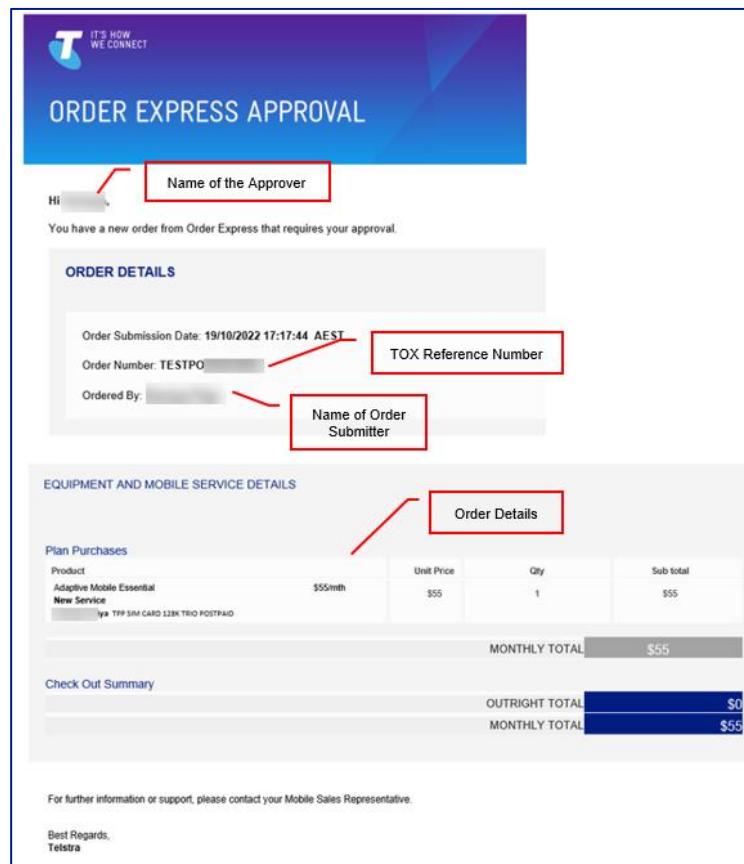 IT'S HOW
WE CONNECT
ORDER EXPRESS APPROVAL
Name of the Approver
Hi ,
You have a new order from Order Express that requires your approval.
ORDER DETAILS
Order Submission Date: 19/10/2022 17:17:44 AEST
TOX Reference Number
Order Number: TESTPO
Ordered By:
Name of Order
Submitter
EQUIPMENT AND MOBILE SERVICE DETAILS
Order Details
Plan Purchases
Product Unit Price Qty Sub total
Adaptive Mobile Essential $55/mth $55 1 $55
New Service
iya TPP SIM CARD 128K TRIO POSTPAID
MONTHLY TOTAL $55
Check Out Summary
OUTRIGHT TOTAL $0
MONTHLY TOTAL $55
For further information or support, please contact your Mobile Sales Representative.
Best Regards,
Telstra